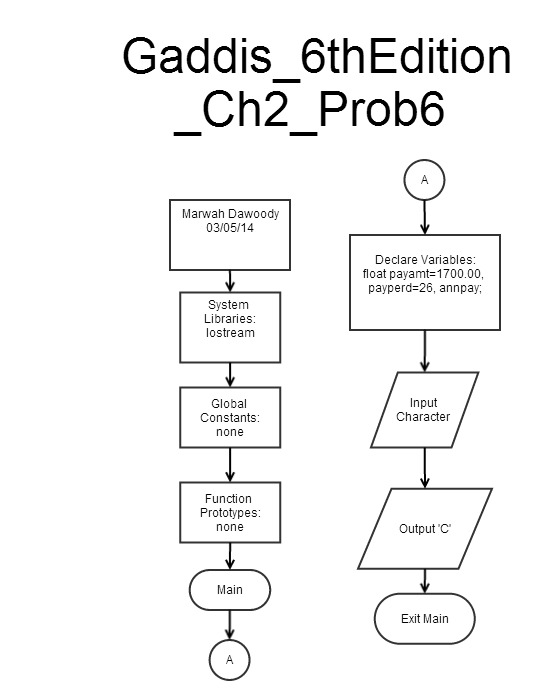 Gaddis_6thEdition
_Ch2_Prob6
Marwah Dawoody
03/05/14
System
Libraries:
Iostream
Global
Constants:
none
Function
Prototypes:
none
Main
A
A
Declare Variables:
float payamt=1700.00,
payperd=26, annpay;
Input
Character
Output 'C'
Exit Main